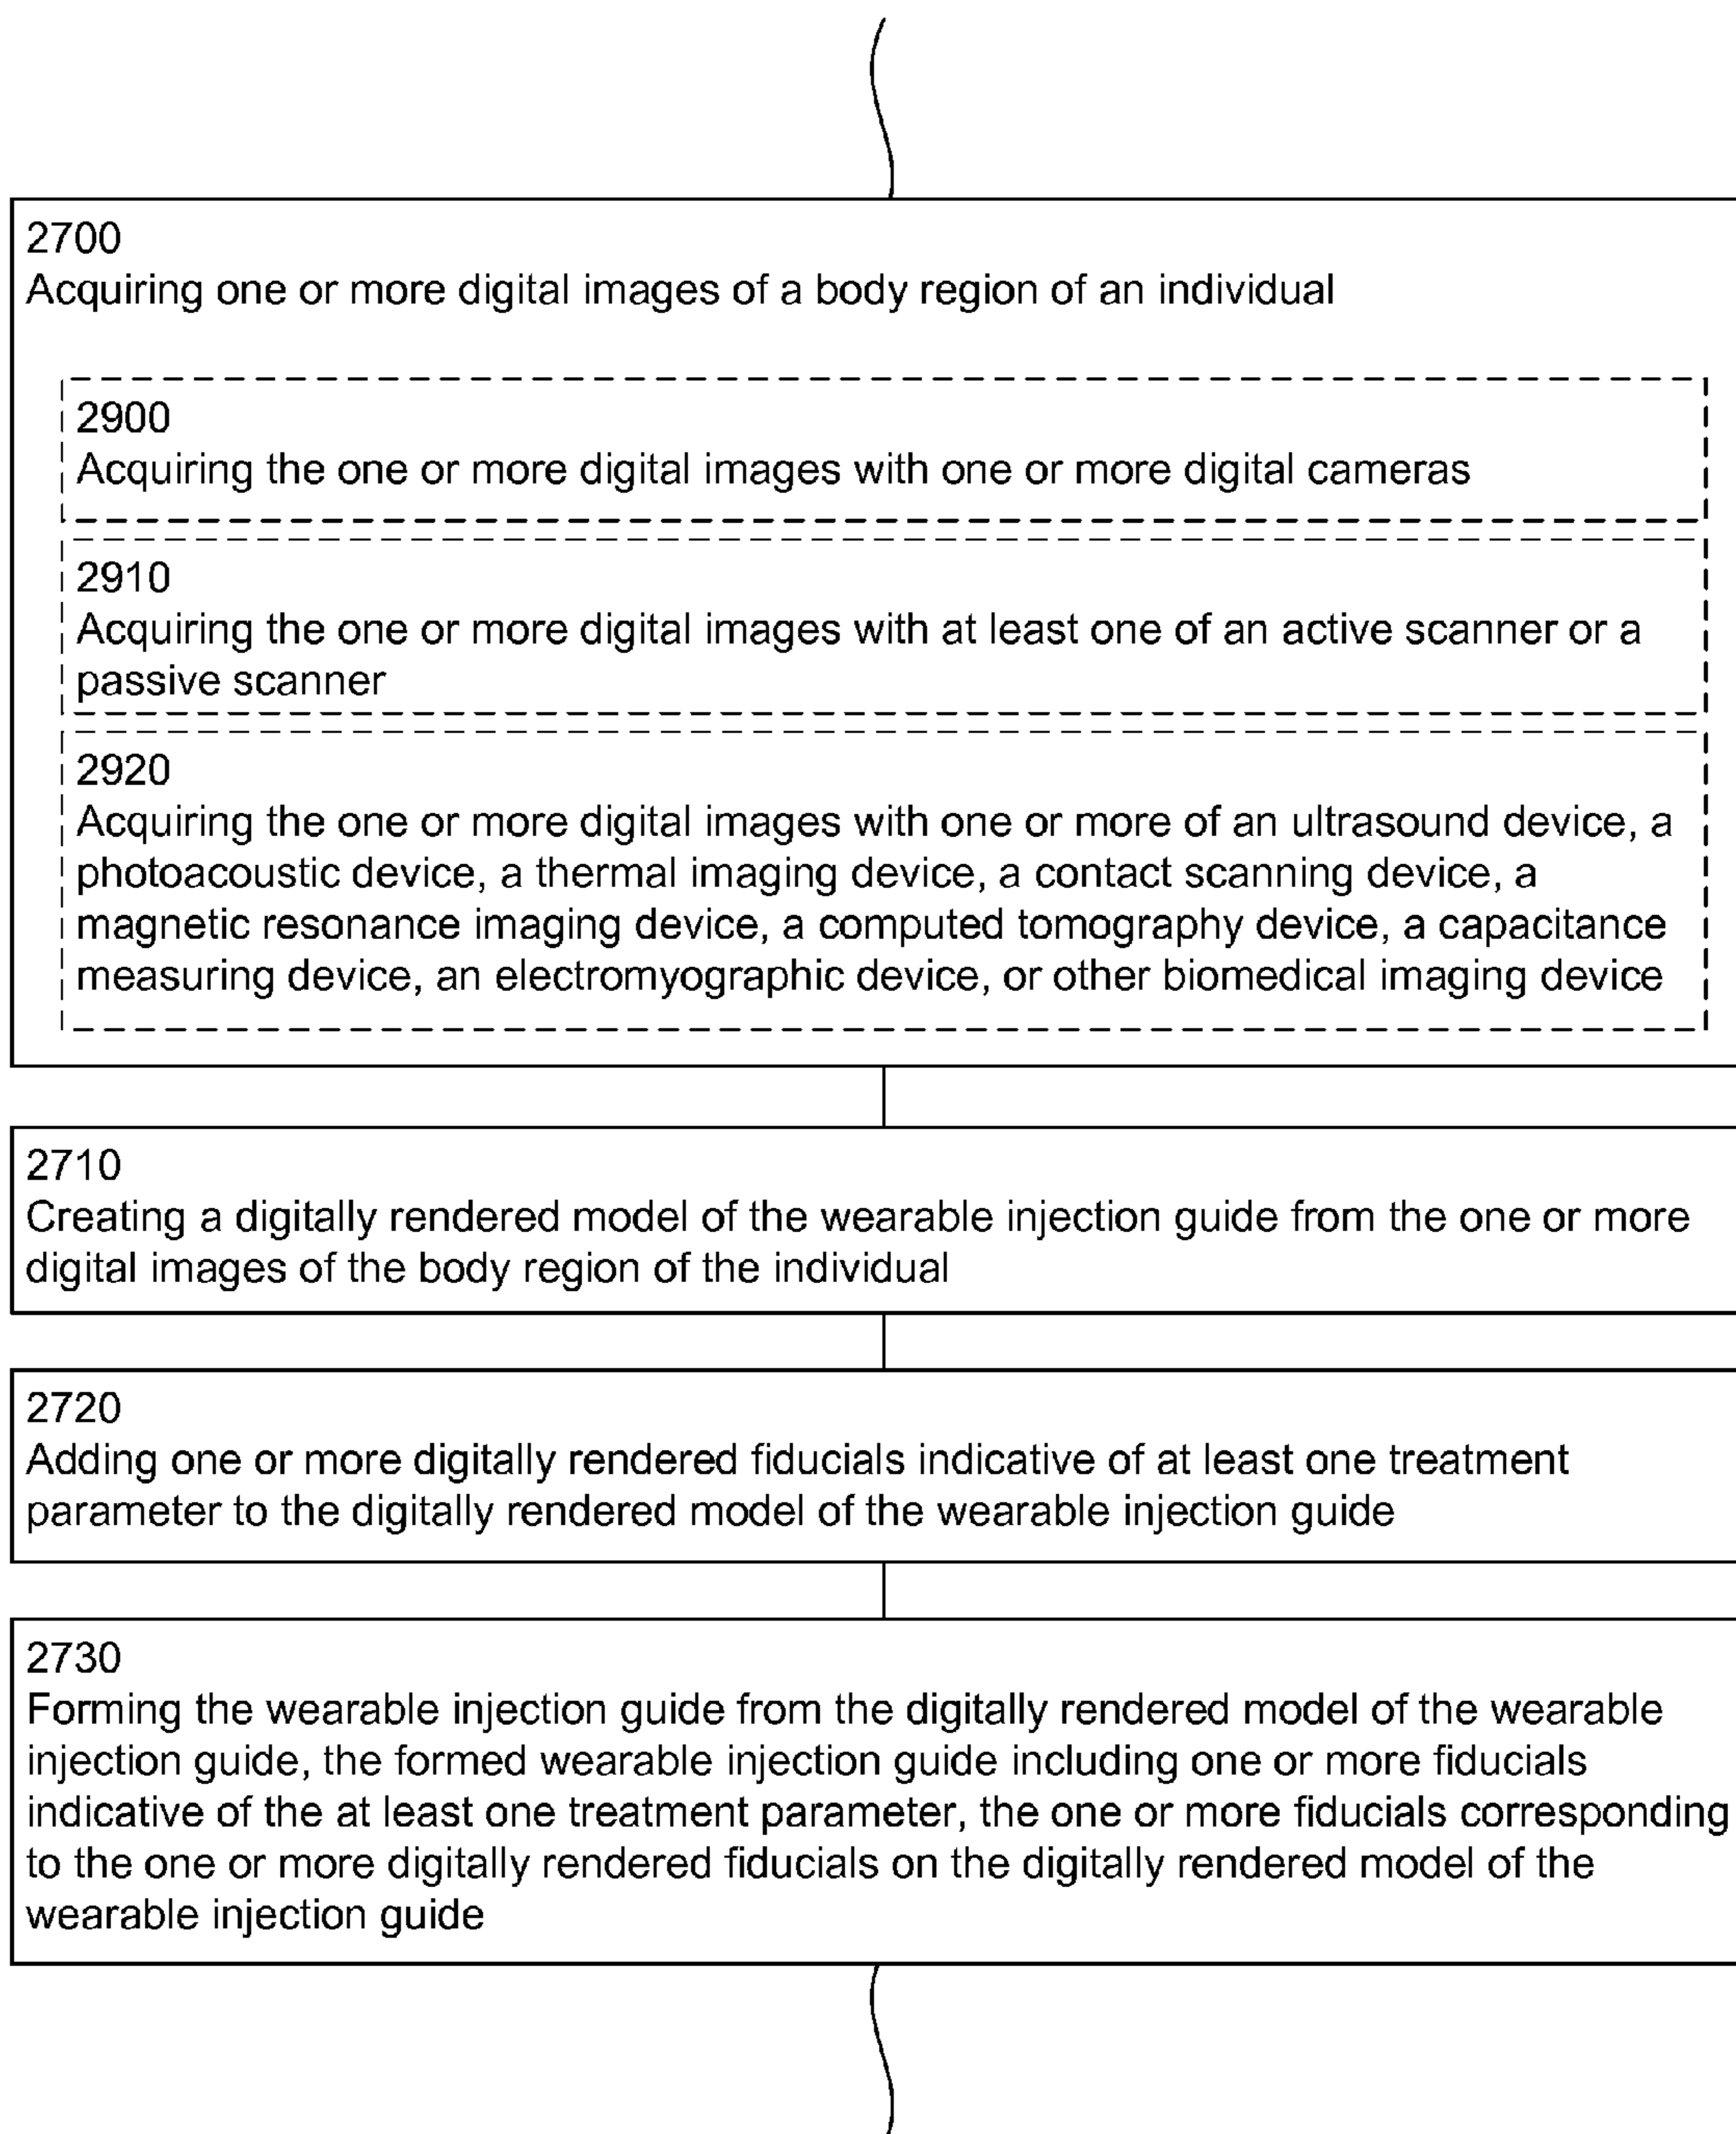 2700
Acquiring one or more digital images of a body region of an individual
2900
Acquiring the one or more digital images with one or more digital cameras
2910
Acquiring the one or more digital images with at least one of an active scanner or a
passive scanner
2920
Acquiring the one or more digital images with one or more of an ultrasound device, a
photoacoustic device, a thermal imaging device, a contact scanning device, a
magnetic resonance imaging device, a computed tomography device, a capacitance
measuring device, an electromyographic device, or other biomedical imaging device
2710
Creating a digitally rendered model of the wearable injection guide from the one or more
digital images of the body region of the individual
2720
Adding one or more digitally rendered fiducials indicative of at least one treatment
parameter to the digitally rendered model of the wearable injection guide
2730
Forming the wearable injection guide from the digitally rendered model of the wearable
injection guide, the formed wearable injection guide including one or more fiducials
indicative of the at least one treatment parameter, the one or more fiducials corresponding
to the one or more digitally rendered fiducials on the digitally rendered model of the
wearable injection guide